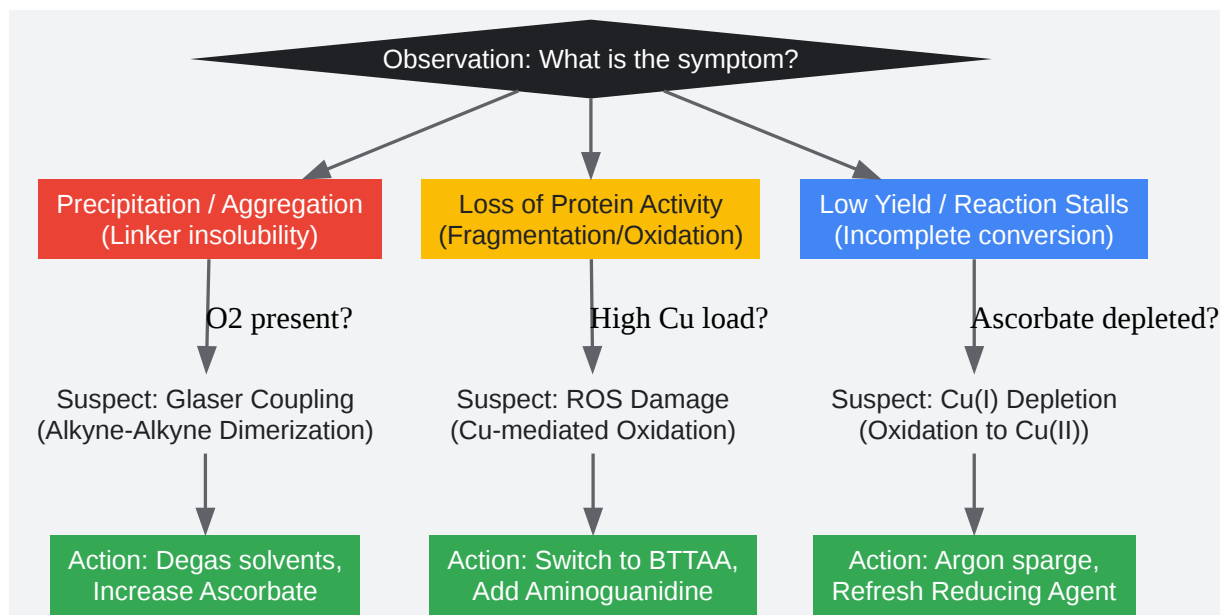 Observation: What is the symptom?
Precipitation / Aggregation
(Linker insolubility)
Loss of Protein Activity
(Fragmentation/Oxidation)
Low Yield / Reaction Stalls
(Incomplete conversion)
O2 present?
High Cu load?
Ascorbate depleted?
Suspect: Glaser Coupling
(Alkyne-Alkyne Dimerization)
Suspect: ROS Damage
(Cu-mediated Oxidation)
Suspect: Cu(I) Depletion
(Oxidation to Cu(II))
Action: Degas solvents,
Increase Ascorbate
Action: Switch to BTTAA,
Add Aminoguanidine
Action: Argon sparge,
Refresh Reducing Agent